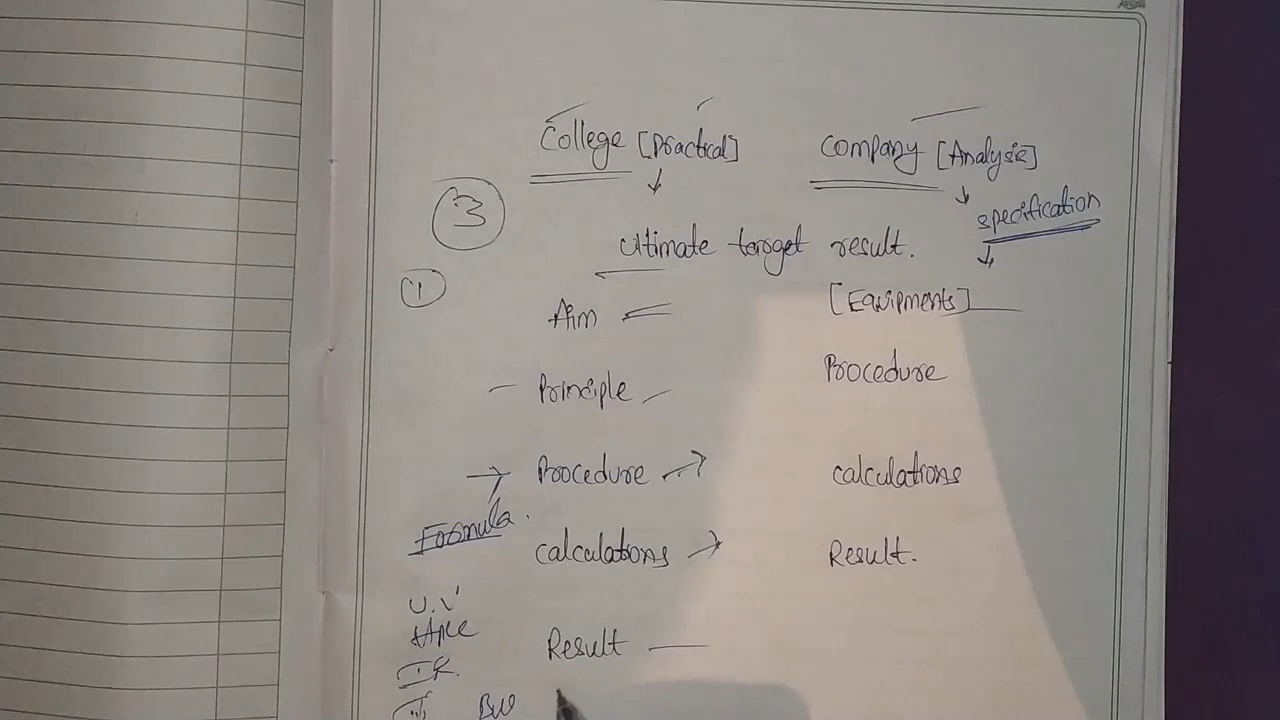 College [Practical] Company [Analysis]
3 specification
Ultimate target result.
1 Aim [Equipments]
Principle Procedure
Procedure calculations
Formula.
calculations Result.
U.V
HPLC
Result
I.R.